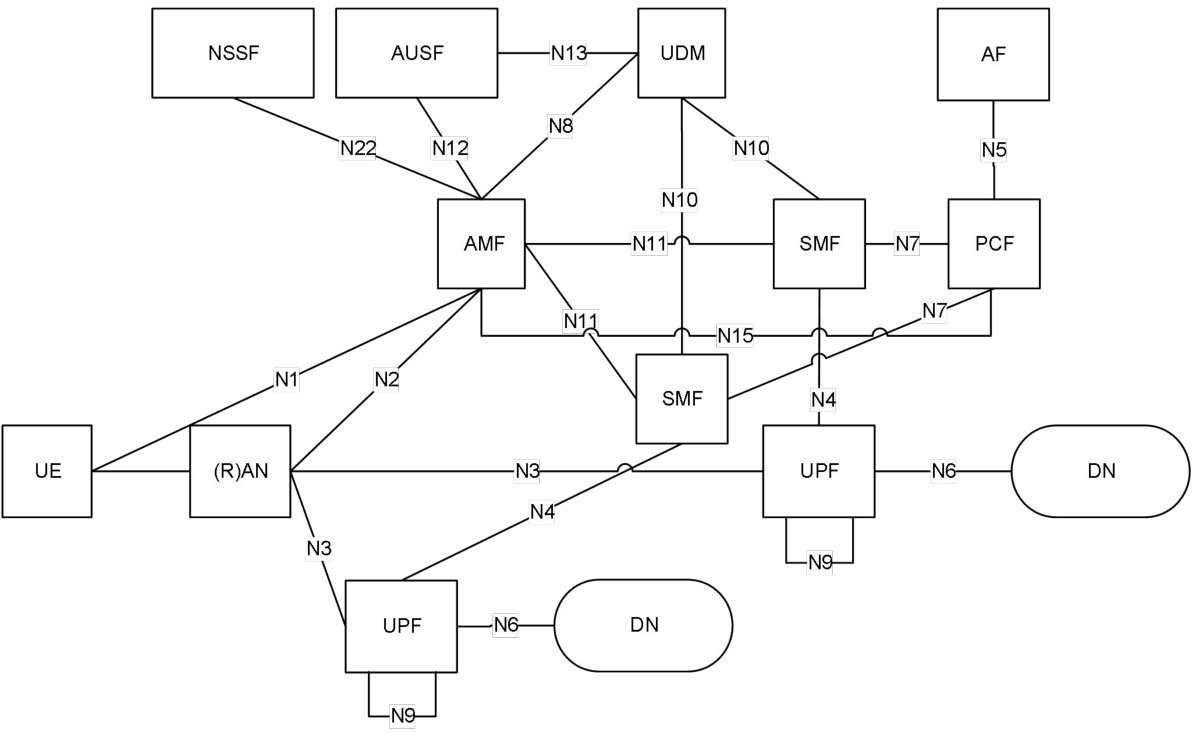 NSSF
AUSF
N13
UDM
AF
N22
N12
N8
N10
N5
N10
AMF
N11
SMF
N7
PCF
N11
N15
N7
N1
N2
SMF
N4
UE
(R)AN
N3
UPF
N6
DN
N4
N3
N9
UPF
N6
DN
N9